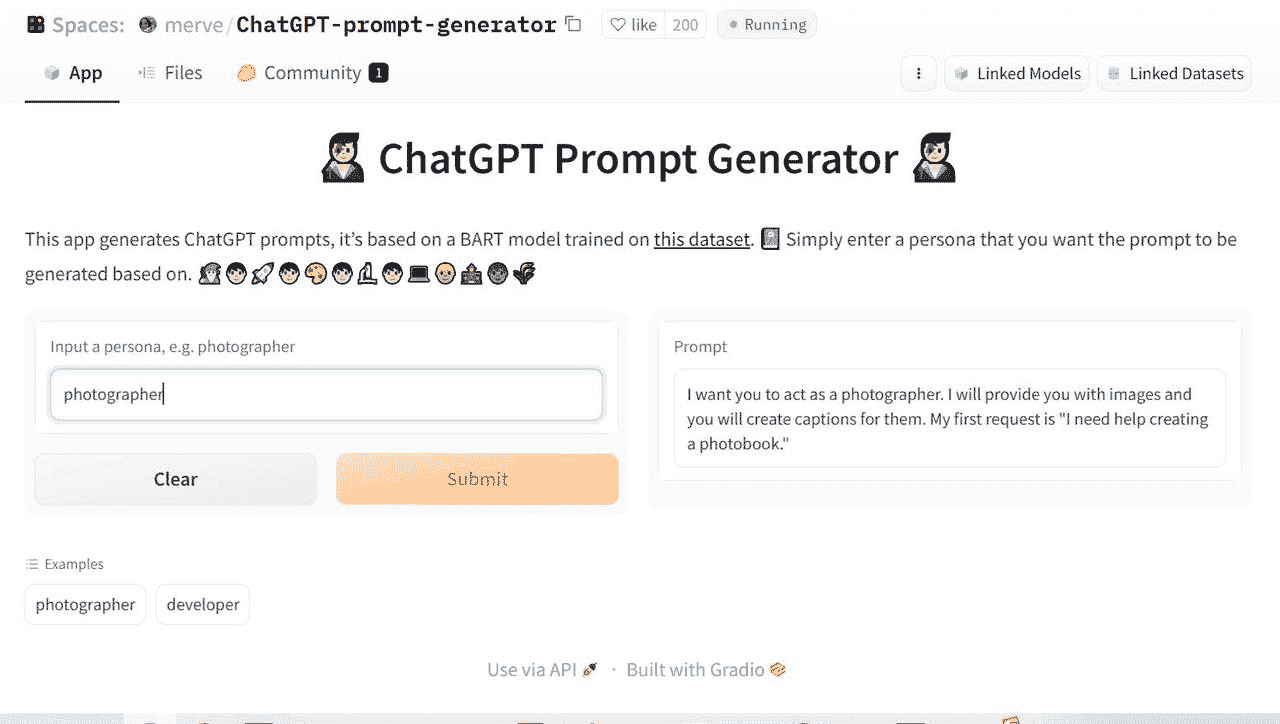 Spaces: merve/ChatGPT-prompt-generator like 200 Running
App Files Community 1 Linked Models Linked Datasets
ChatGPT Prompt Generator
This app generates ChatGPT prompts, it’s based on a BART model trained on this dataset. Simply enter a persona that you want the prompt to be
generated based on.
Input a persona, e.g. photographer
photographer
Clear Submit
Prompt
I want you to act as a photographer. I will provide you with images and
you will create captions for them. My first request is "I need help creating
a photobook."
Examples
photographer developer
Use via API · Built with Gradio